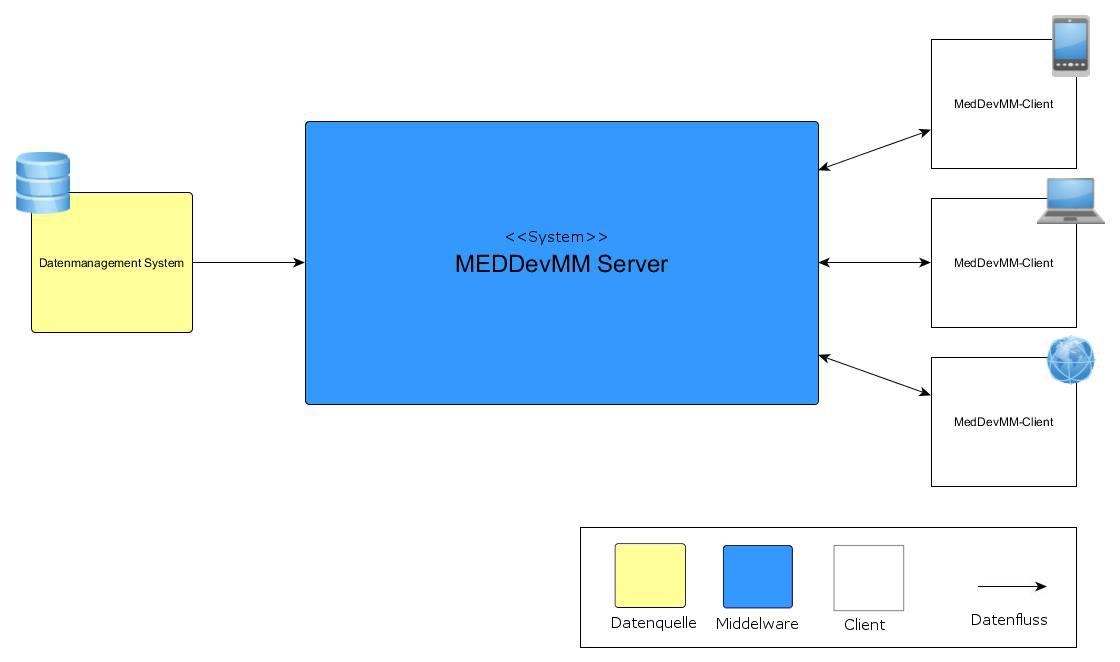 MedDevMM-Client
<<System>>
Datenmanagement System
MEDDevMM Server
MedDevMM-Client
MedDevMM-Client
Datenquelle
Middelware
Client
Datenfluss